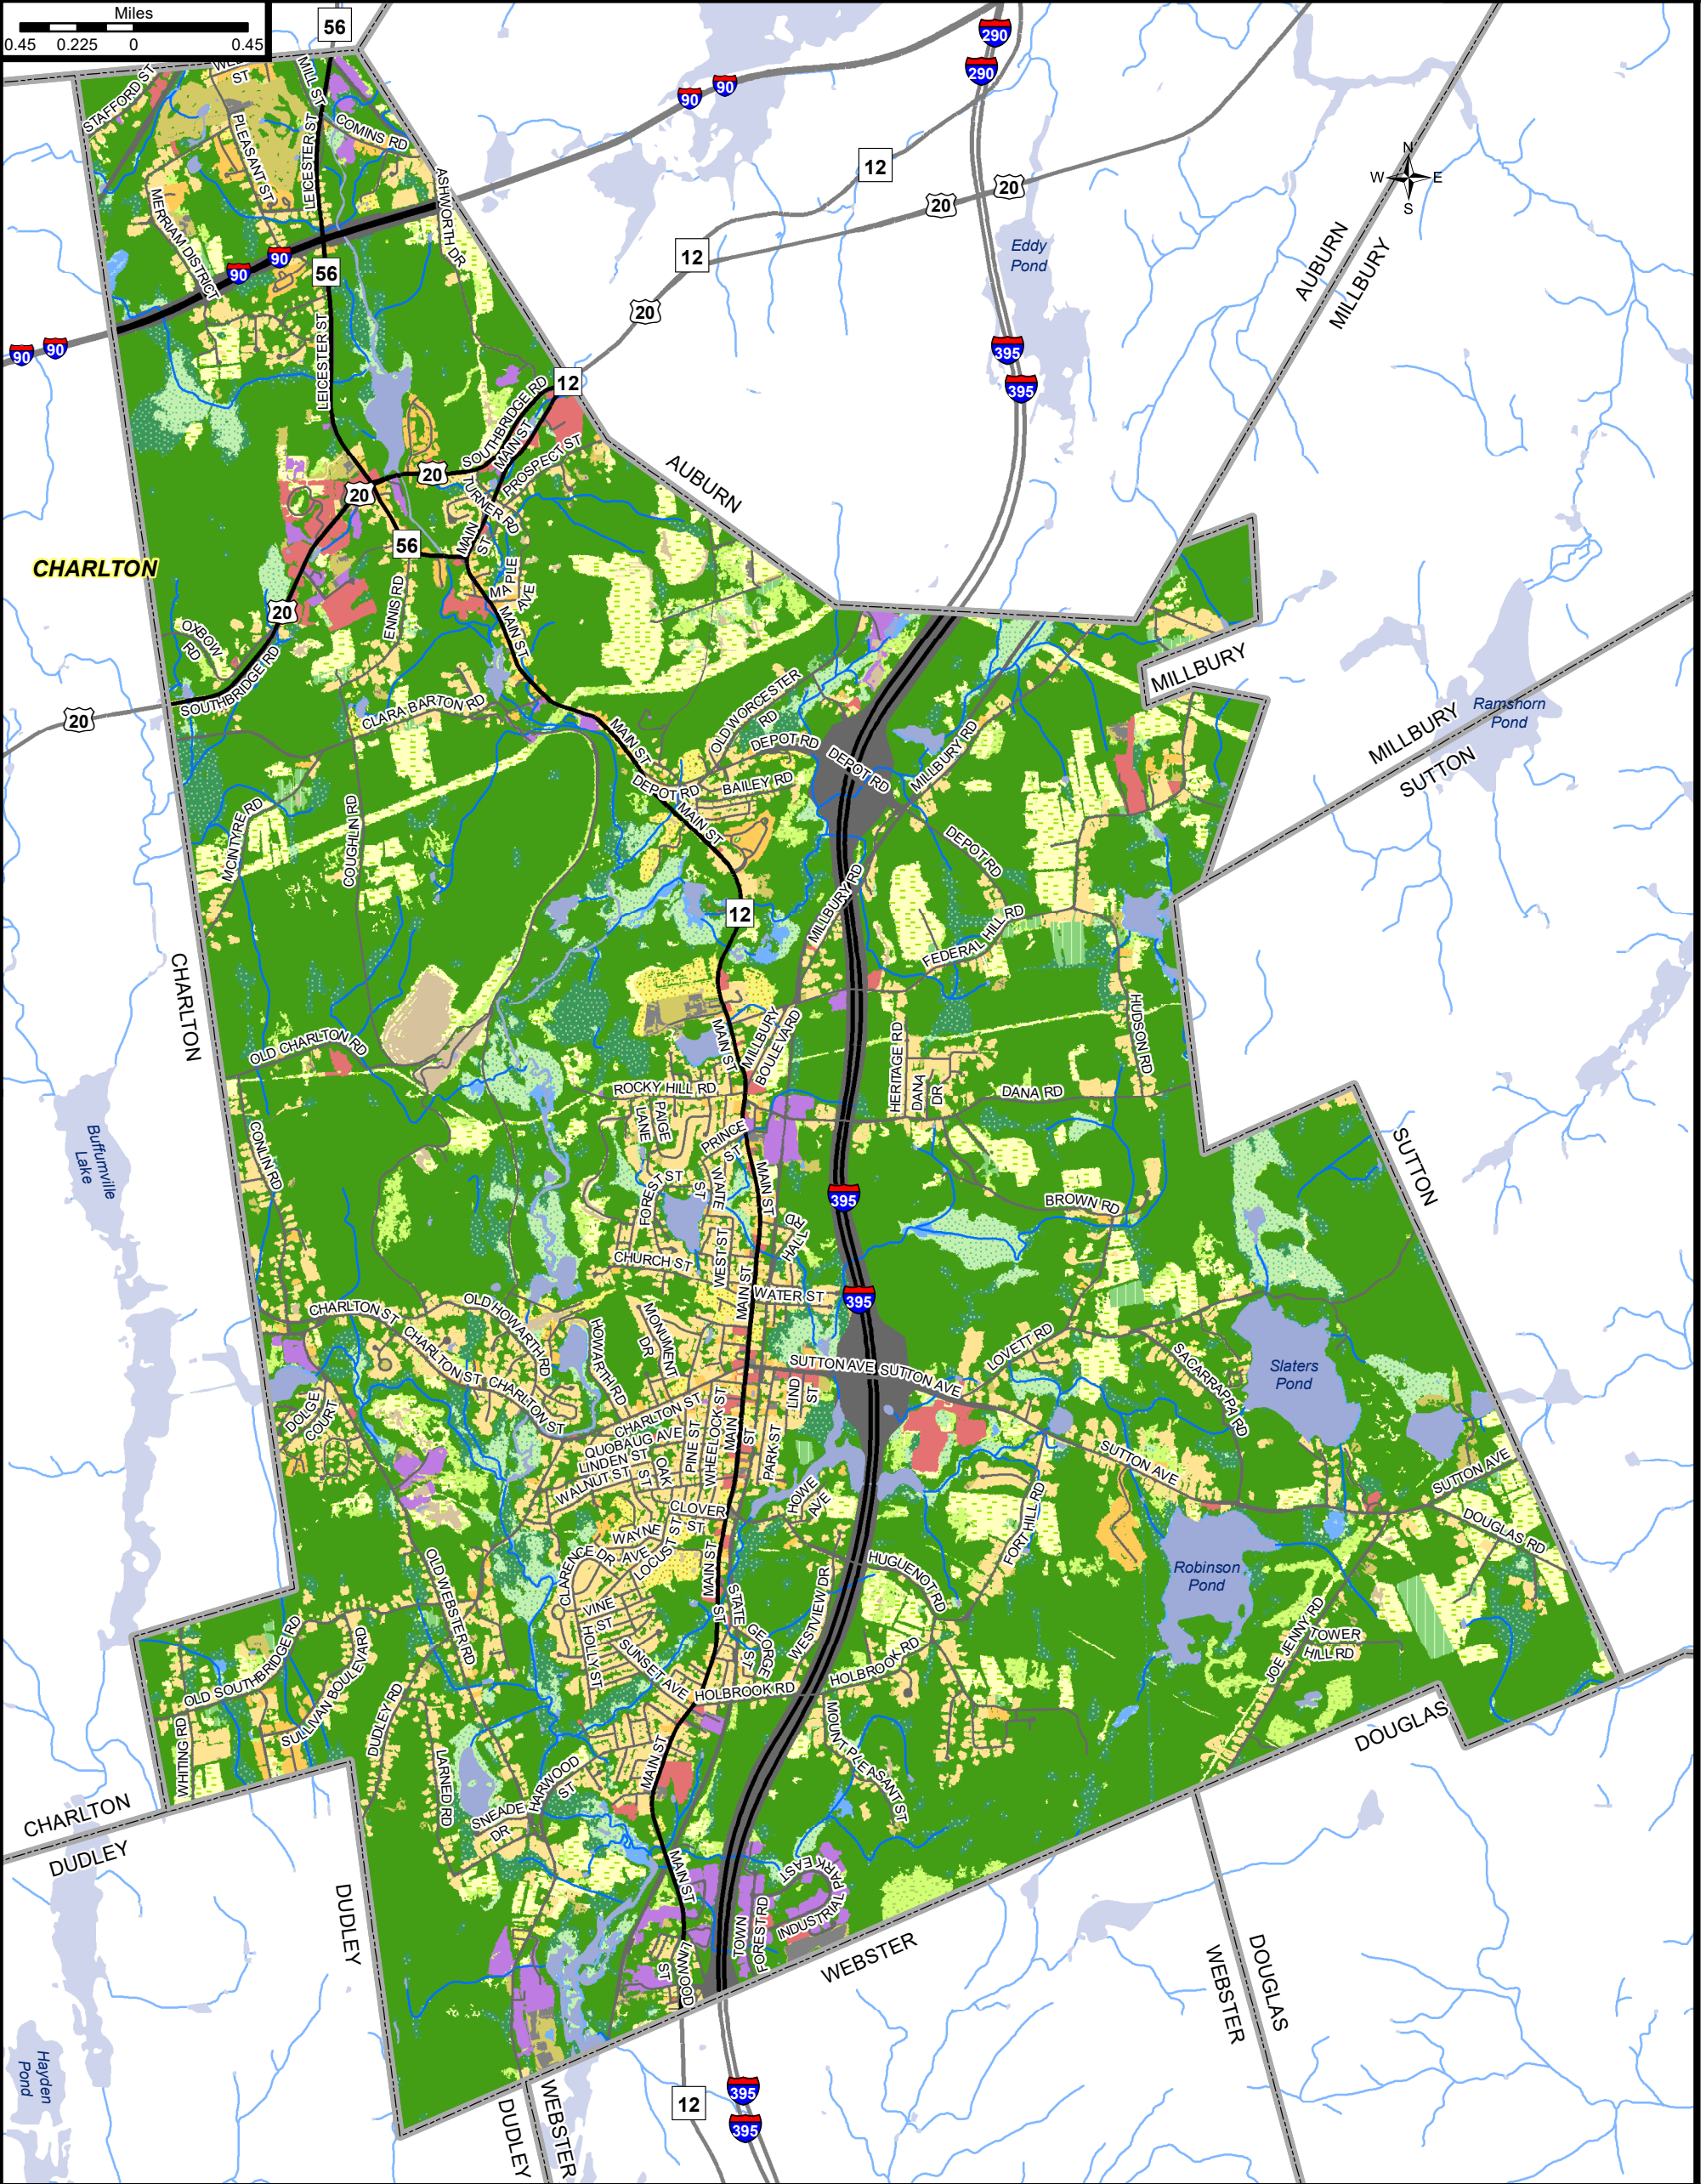 Miles
0.45 0.225 0 0.45
56
290
290
90
90
STAFFORD ST
ST
MILL ST
COMINS RD
PLEASANT ST
LEICESTER ST
12
N
W E
S
20
20
ASHWORTH DR
MERRIAM DISTRICT
12
Eddy
Pond
AUBURN
MILLBURY
90
90
56
20
90
90
LEICESTER ST
395
395
12
SOUTHBRIDGE RD
MAIN ST
PROSPECT ST
20
20
TURNER RD
AUBURN
56
MAIN
ST
CHARLTON
MAPLE
AVE
ENNIS RD
20
MAIN ST
OXBOW
RD
SOUTHBRIDGE RD
CLARA BARTON RD
20
MILLBURY
Ramshorn
Pond
MILLBURY
SUTTON
OLD WORCESTER
RD
MAIN ST
DEPOT RD
DEPOT RD
MILLBURY RD
DEPOT RD
BAILEY RD
MAIN ST
MCINTYRE RD
COUGHLN RD
DEPOT RD
MILLBURY RD
12
FEDERAL HILL RD
CHARLTON
OLD CHARLTON RD
MAIN ST
MILLBURY
BOULEVARD
HUDSON RD
HERITAGE RD
DANA
DR
DANA RD
ROCKY HILL RD
PAIGE
LANE
PRINCE
ST
Buffumville
Lake
CONLIN RD
SUTTON
FOREST ST
WAITE
ST
MAIN ST
395
BROWN RD
HALL
RD
CHURCH ST
WEST ST
MAIN ST
WATER ST
395
CHARLTON ST
OLD HOWARTH RD
CHARLTON ST
HOWARTH RD
MONUMENT
DR
LOVETT RD
SACARRAPA RD
Slaters
Pond
SUTTON AVE
SUTTON AVE
CHARLTON ST
LIND
ST
DOLGE
COURT
CHARLTON ST
QUOBAUG AVE
LINDEN ST
WALNUT ST
OAK
ST
PINE ST
WHEELOCK ST
MAIN
ST
PARK ST
SUTTON AVE
SUTTON AVE
HOWE
AVE
CLOVER
ST
WAYNE
AVE
FORT HILL RD
DOUGLAS RD
CLARENCE DR
LOCUST ST
MAIN ST
HUGUENOT RD
Robinson
Pond
OLD WEBSTER RD
VINE
ST
STATE
ST
WESTVIEW DR
GEORGE
ST
HOLLY ST
SUNSET AVE
OLD SOUTHBRIDGE RD
SULLIVAN BOULEVARD
HOLBROOK RD
HOLBROOK RD
JOE JENNY RD
TOWER
HILL RD
DUDLEY RD
WHITING RD
MOUNT PLEASANT ST
DOUGLAS
LARNED RD
HARWOOD
ST
MAIN ST
SNEADE
DR
CHARLTON
DUDLEY
MAIN ST
INDUSTRIAL PARK EAST
TOWN
FOREST RD
DUDLEY
WEBSTER
LINWOOD
ST
DOUGLAS
WEBSTER
Hayden
Pond
DUDLEY
WEBSTER
12
395
395